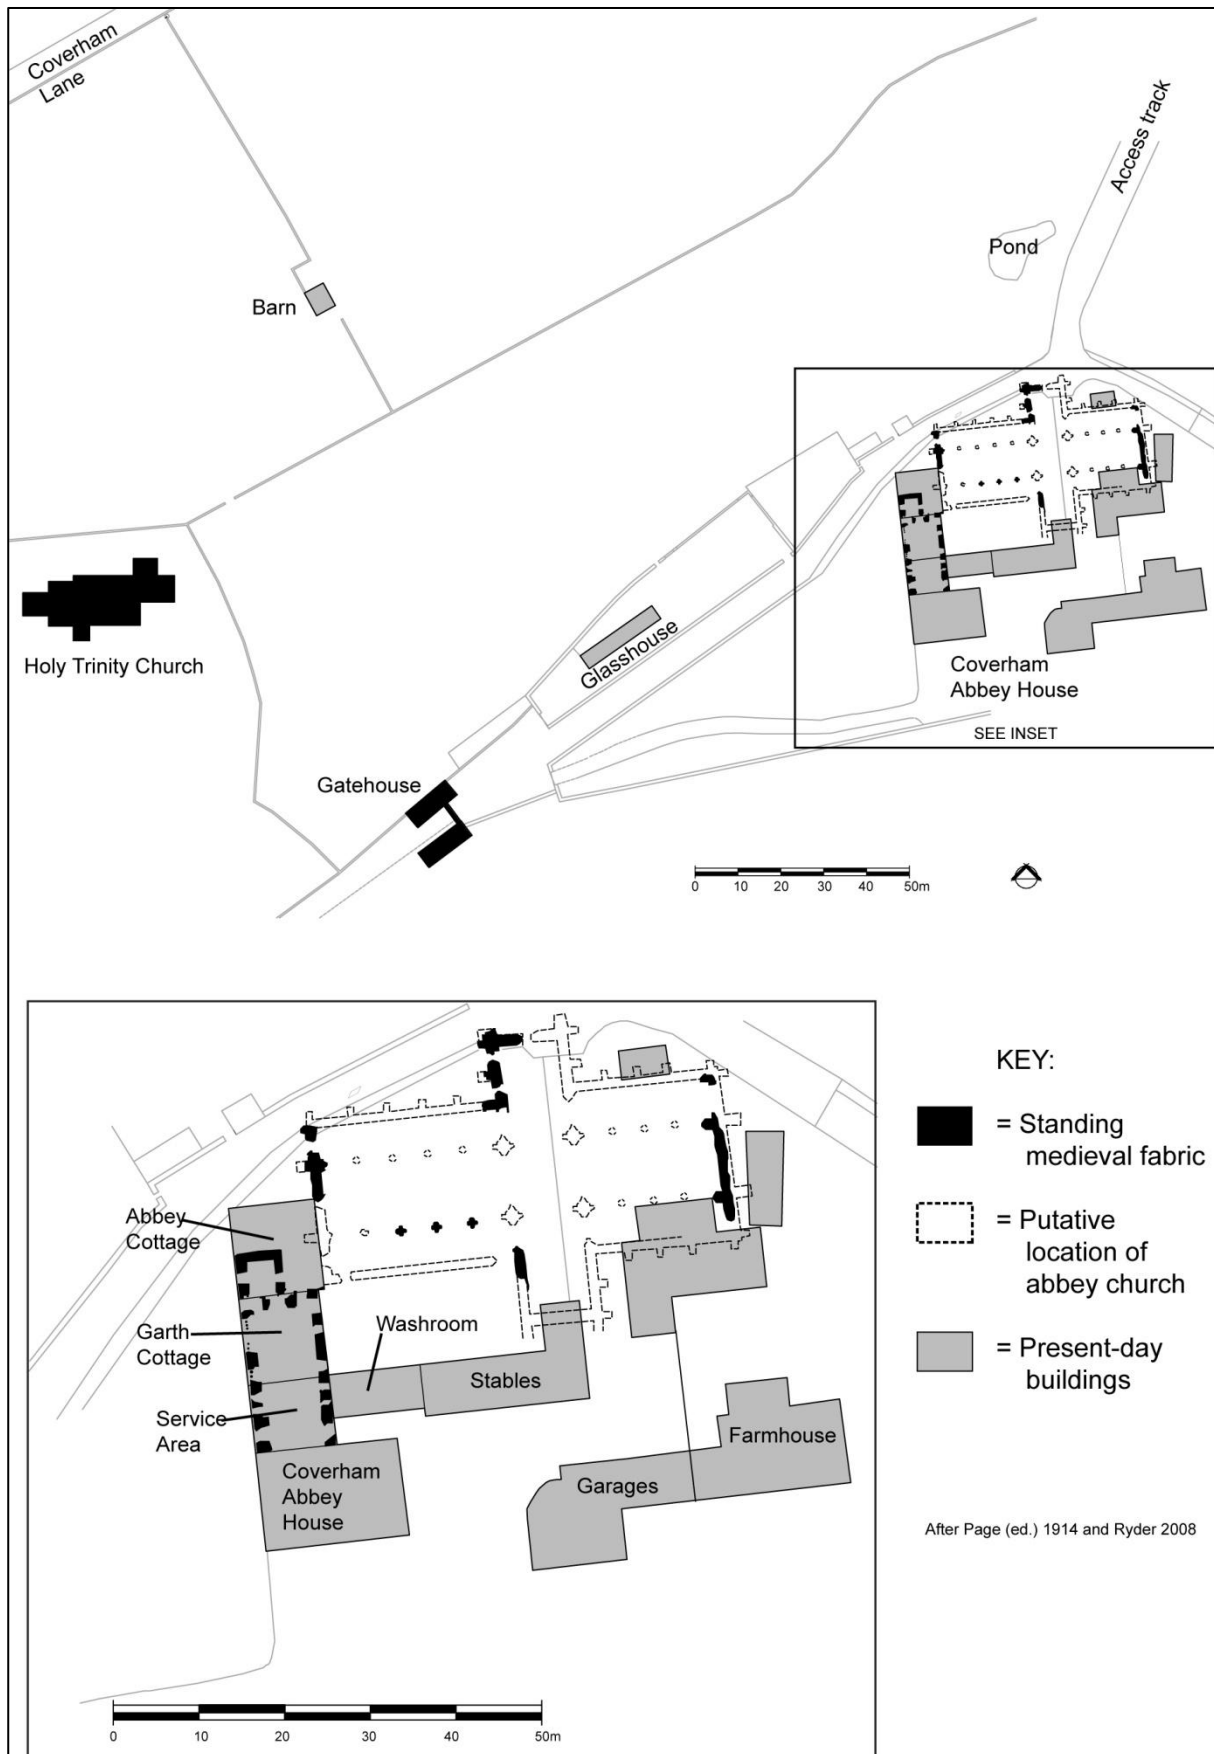 Coverham
Lane
Access track
Pond
Barn
Holy Trinity Church
Glasshouse
Coverham
Abbey House
SEE INSET
Gatehouse
0 10 20 30 40 50m
Abbey
Cottage
Garth
Cottage
Washroom
Stables
Service
Area
Coverham
Abbey
House
Garages
Farmhouse
0 10 20 30 40 50m
KEY:
= Standing
medieval fabric
= Putative
location of
abbey church
= Present-day
buildings
After Page (ed.) 1914 and Ryder 2008